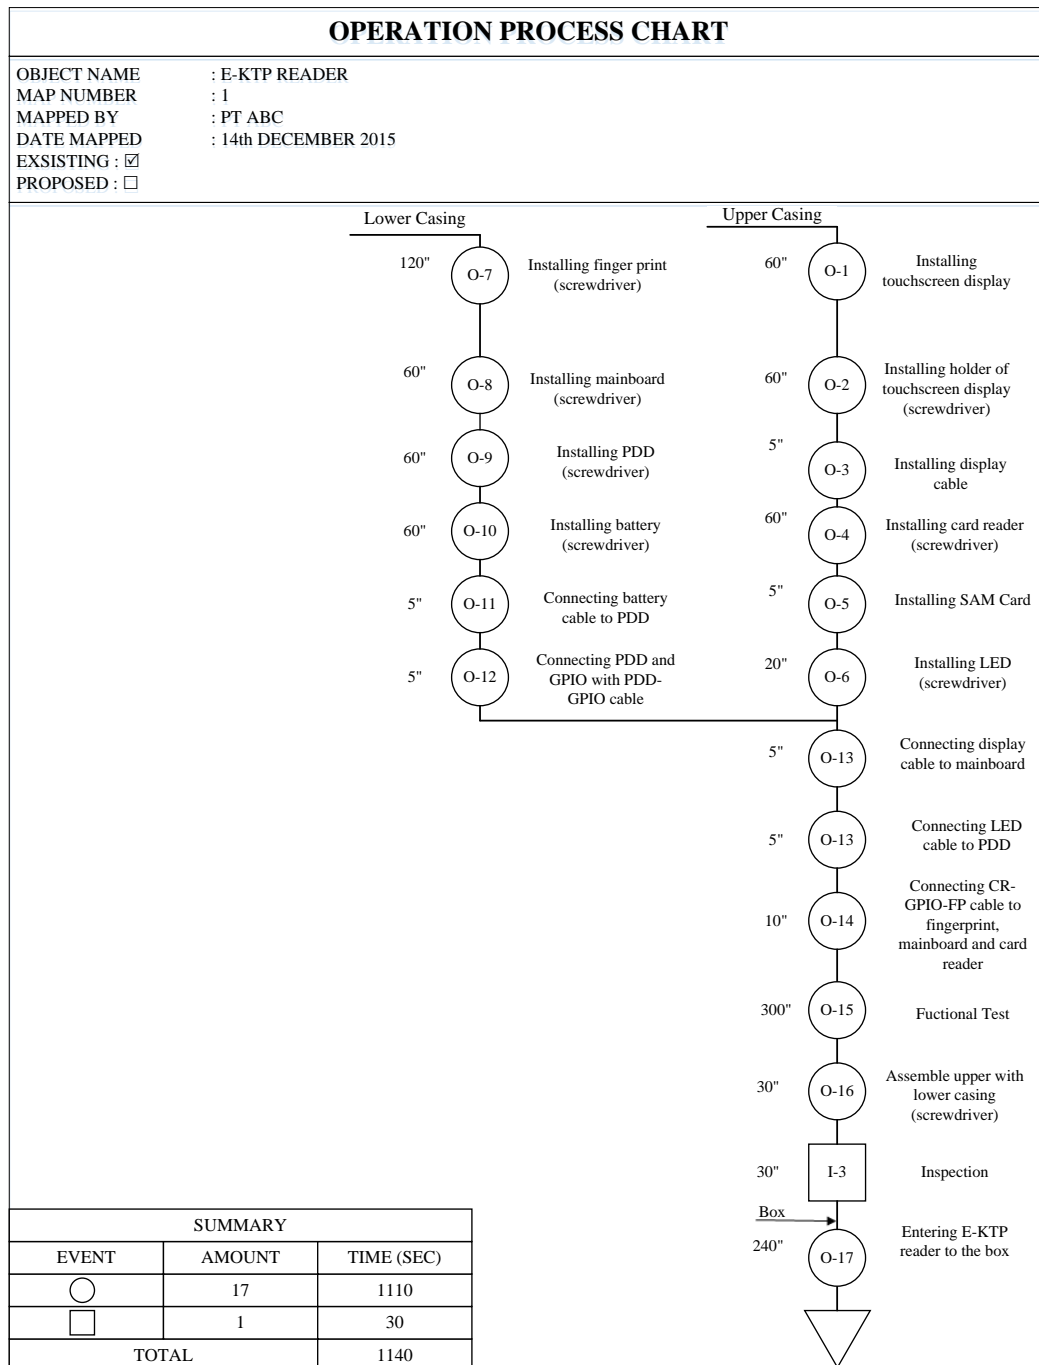 OPERATION PROCESS CHART
OBJECT NAME : E-KTP READER
MAP NUMBER : 1
MAPPED BY : PT ABC
DATE MAPPED : 14th DECEMBER 2015
EXSISTING : ☑
PROPOSED : ☐
Lower Casing
120"
O-7
Installing finger print
(screwdriver)
60"
O-8
Installing mainboard
(screwdriver)
60"
O-9
Installing PDD
(screwdriver)
60"
O-10
Installing battery
(screwdriver)
5"
O-11
Connecting battery
cable to PDD
5"
O-12
Connecting PDD and
GPIO with PDD-
GPIO cable
Upper Casing
60"
O-1
Installing
touchscreen display
60"
O-2
Installing holder of
touchscreen display
(screwdriver)
5"
O-3
Installing display
cable
60"
O-4
Installing card reader
(screwdriver)
5"
O-5
Installing SAM Card
20"
O-6
Installing LED
(screwdriver)
5"
O-13
Connecting display
cable to mainboard
5"
O-13
Connecting LED
cable to PDD
10"
O-14
Connecting CR-
GPIO-FP cable to
fingerprint,
mainboard and card
reader
300"
O-15
Fuctional Test
30"
O-16
Assemble upper with
lower casing
(screwdriver)
30"
I-3
Inspection
Box
240"
O-17
Entering E-KTP
reader to the box
SUMMARY
EVENT AMOUNT TIME (SEC)
17 1110
1 30
TOTAL 1140